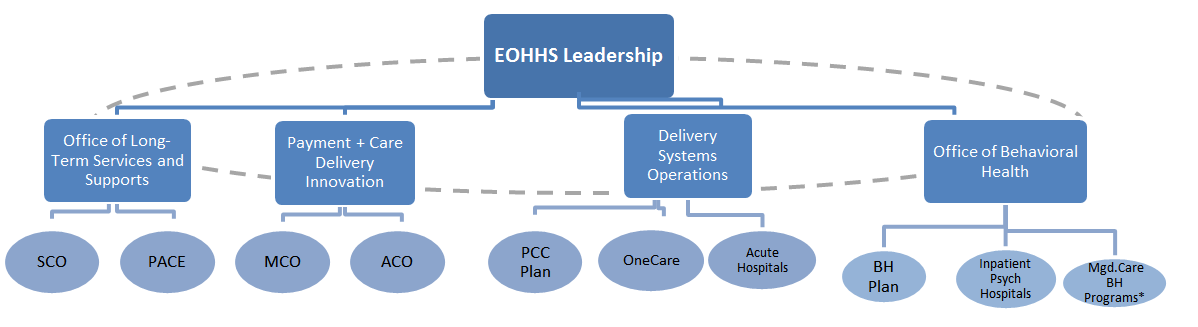 EOHHS Leadership
Office of Long-
Term Services and
Supports
Payment + Care
Delivery
Innovation
Delivery
Systems
Operations
Office of Behavioral
Health
SCO
PACE
MCO
ACO
PCC
Plan
OneCare
Acute
Hospitals
BH
Plan
Inpatient
Psych
Hospitals
Mgd.Care
BH
Programs*